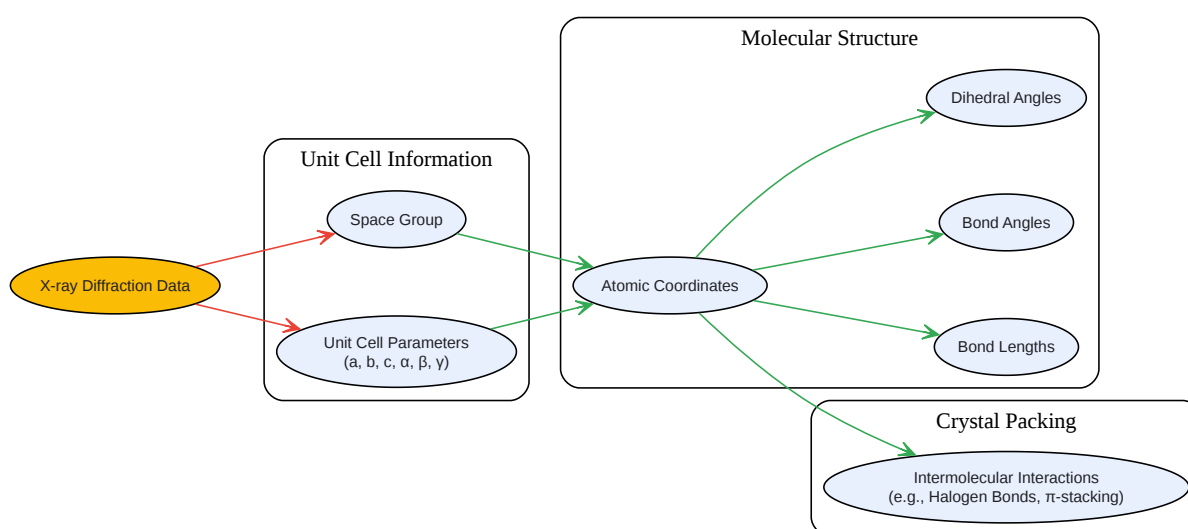 Molecular Structure
Dihedral Angles
Unit Cell Information
Space Group
Bond Angles
X-ray Diffraction Data
Atomic Coordinates
Unit Cell Parameters
(a, b, c, α, β, γ)
Bond Lengths
Crystal Packing
Intermolecular Interactions
(e.g., Halogen Bonds, π-stacking)